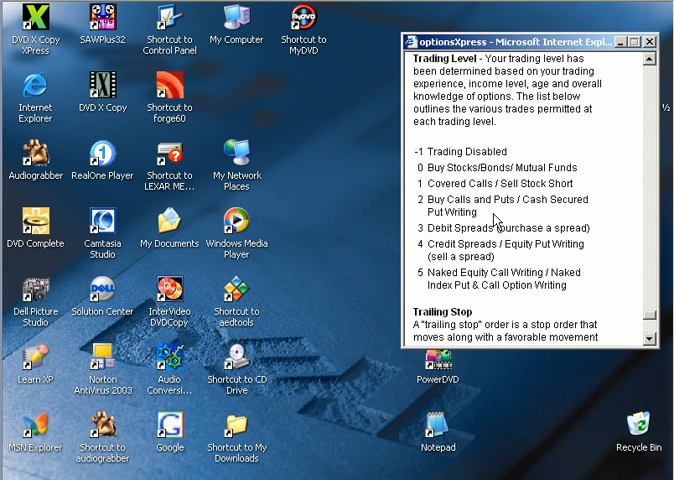 DVD X Copy
XPress
SAWPlus32
Shortcut to
Control Panel
My Computer
Shortcut to
MyDVD
Internet
Explorer
DVD X Copy
Shortcut to
forge60
Audiograbber
RealOne Player
Shortcut to
LEXAR ME...
My Network
Places
DVD Complete
Camtasia
Studio
My Documents
Windows Media
Player
Dell Picture
Studio
Solution Center
InterVideo
DVDCopy
Shortcut to
aedtools
Learn XP
Norton
AntiVirus 2003
Audio
Conversi...
Shortcut to CD
Drive
PowerDVD
MSN Explorer
Shortcut to
audiograbber
Google
Shortcut to My
Downloads
Notepad
Recycle Bin
optionsXpress - Microsoft Internet Expl...
Trading Level - Your trading level has
been determined based on your trading
experience, income level, age and overall
knowledge of options. The list below
outlines the various trades permitted at
each trading level.
-1 Trading Disabled
0 Buy Stocks/Bonds/ Mutual Funds
1 Covered Calls / Sell Stock Short
2 Buy Calls and Puts / Cash Secured
Put Writing
3 Debit Spreads (purchase a spread)
4 Credit Spreads / Equity Put Writing
(sell a spread)
5 Naked Equity Call Writing / Naked
Index Put & Call Option Writing
Trailing Stop
A "trailing stop" order is a stop order that
moves along with a favorable movement
½